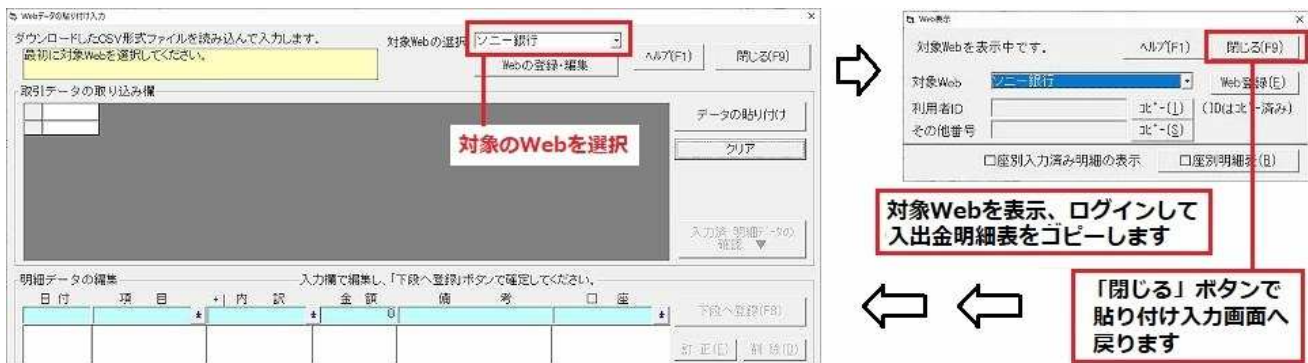 Webデータの貼り付け入力
ダウンロードしたCSV形式ファイルを読み込んで入力します。
最初に対象Webを選択してください。
対象Webの選択
ソニー銀行
Webの登録・編集
ヘルプ(F1)
閉じる(F9)
取引データの取り込み欄
対象のWebを選択
データの貼り付け
クリア
入力済 明細データの
確認 ▼
明細データの編集
入力欄で編集し、「下段へ登録」ボタンで確定してください。
日 付 項 目 +| 内 訳 金 額 備 考 口 座
0
下段へ登録(F8)
訂 正(E) 削 除(D)
Web表示
対象Webを表示中です。
ヘルプ(F1)
閉じる(F9)
対象Web ソニー銀行 Web登録(E)
利用者ID コピー(I) (IDはコピー済み)
その他番号 コピー(S)
口座別入力済み明細の表示 口座別明細表(B)
対象Webを表示、ログインして
入出金明細表をコピーします
「閉じる」ボタンで
貼り付け入力画面へ
戻ります